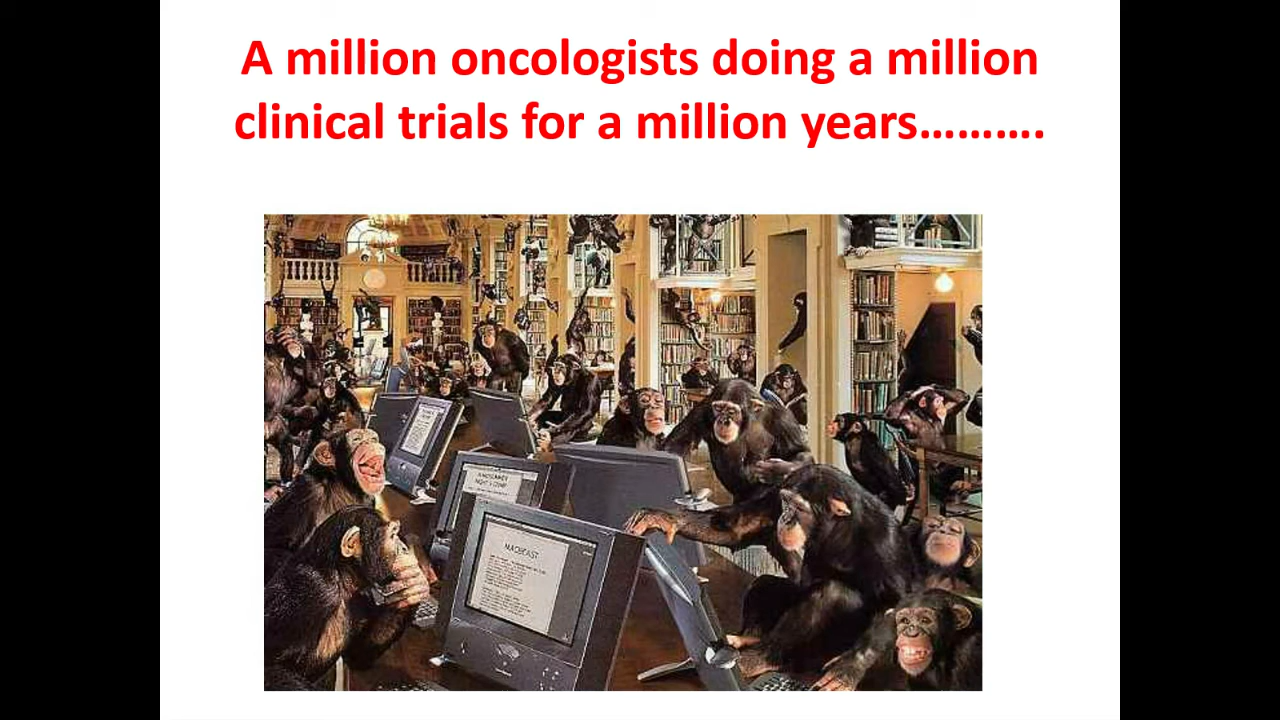 A million oncologists doing a million
clinical trials for a million years……….
MACBEAST